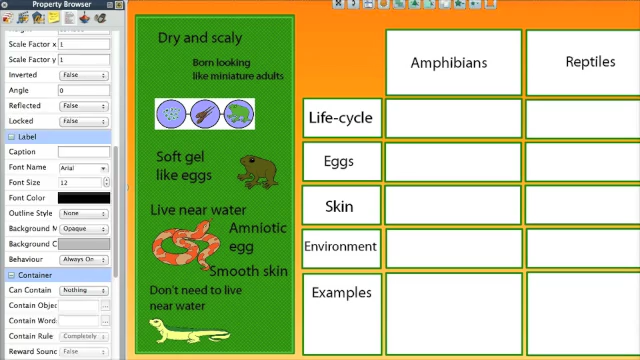 Property Browser
Scale Factor x 1
Scale Factor y 1
Inverted False
Angle 0
Reflected False
Locked False
Label
Caption
Font Name Arial
Font Size 12
Font Color
Outline Style None
Background M Opaque
Background C
Behaviour Always On
Container
Can Contain Nothing
Contain Objec
Contain Words
Contain Rule Completely
Reward Soun False
Dry and scaly
Born looking
like miniature adults
Soft gel
like eggs
Live near water
Amniotic
egg
Smooth skin
Don't need to live
near water
Amphibians
Reptiles
Life-cycle
Eggs
Skin
Environment
Examples